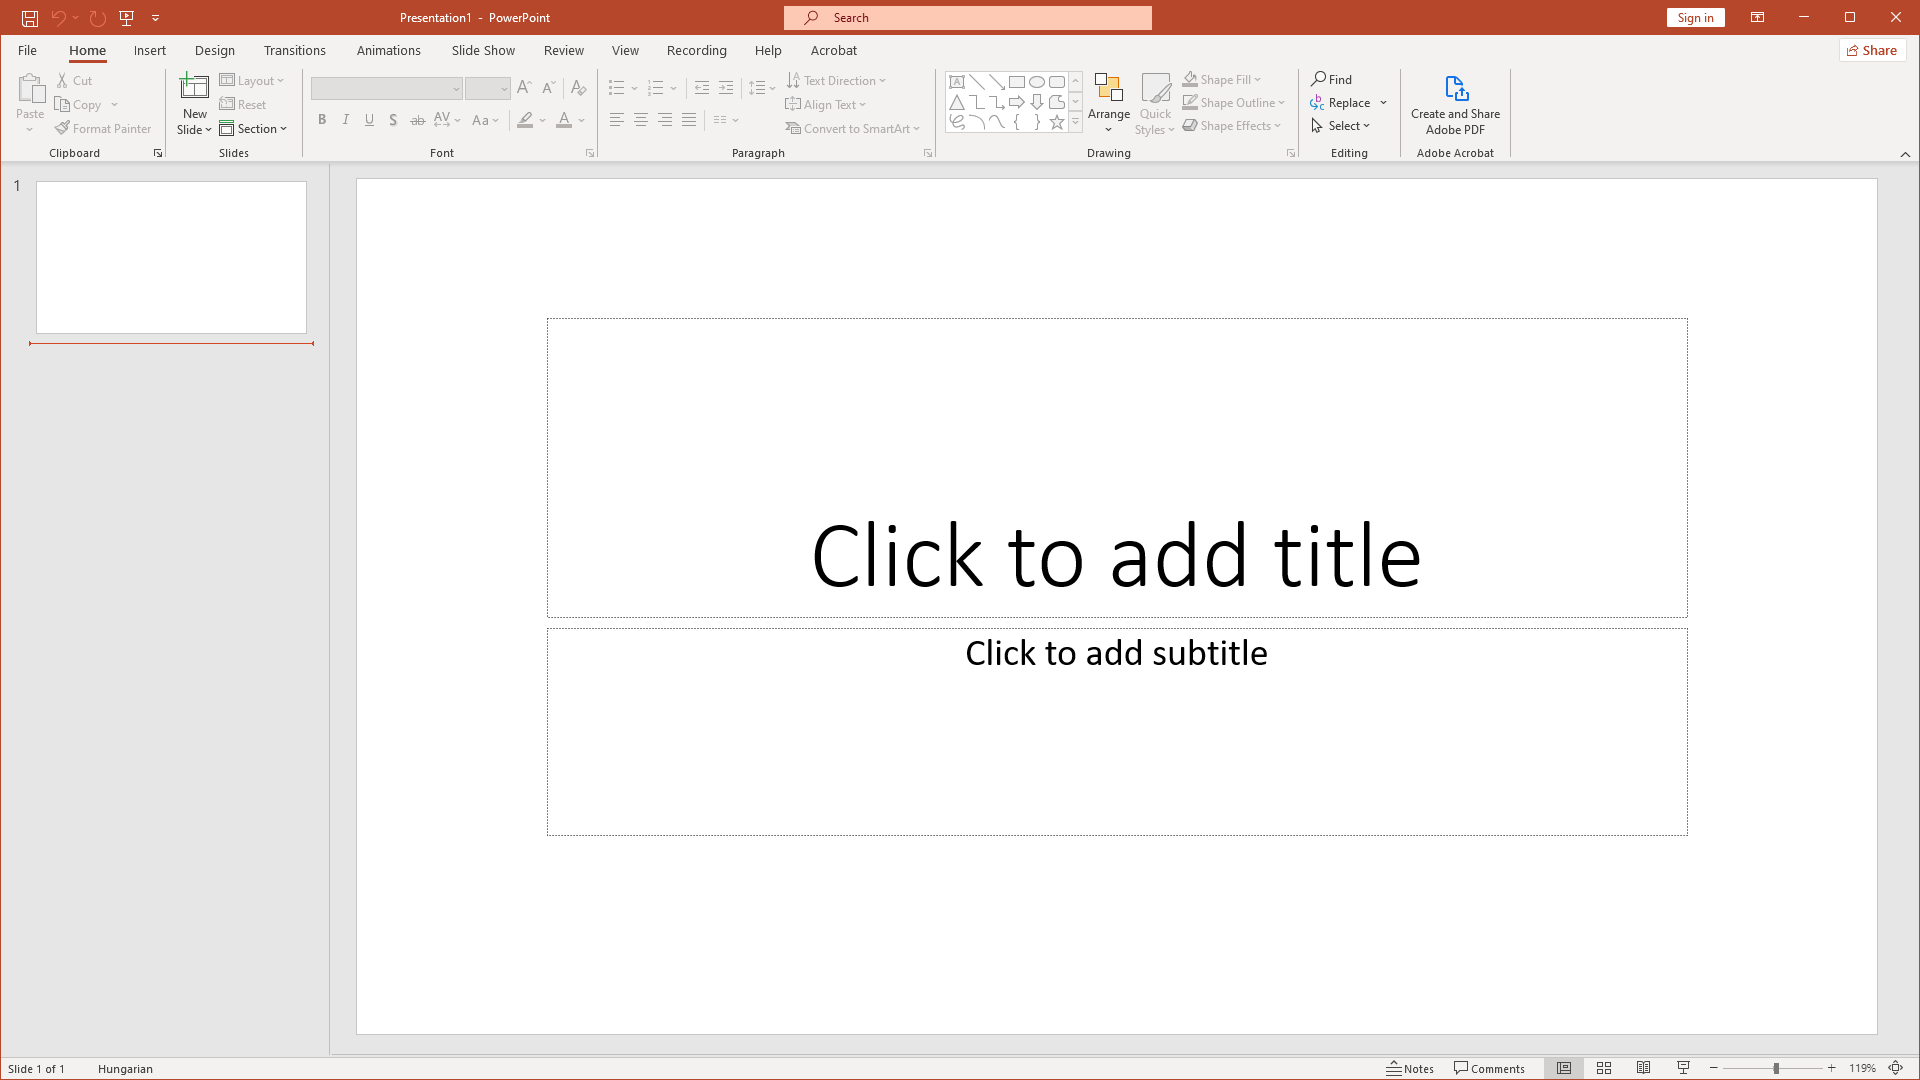 Presentation1 - PowerPoint
Search
Sign in
File Home Insert Design Transitions Animations Slide Show Review View Recording Help Acrobat
Share
Paste
Cut
Copy
Format Painter
Clipboard
New
Slide
Layout
Reset
Section
Slides
B I U S ab AV Aa A
Font
Text Direction
Align Text
Convert to SmartArt
Paragraph
Arrange
Quick
Styles
Shape Fill
Shape Outline
Shape Effects
Drawing
Find
Replace
Select
Editing
Create and Share
Adobe PDF
Adobe Acrobat
1
Click to add title
Click to add subtitle
Slide 1 of 1 Hungarian
Notes Comments 119%